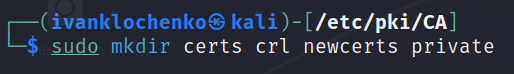 ┌──(ivanklochenko㉿kali)-[/etc/pki/CA]
└─$ sudo mkdir certs crl newcerts private